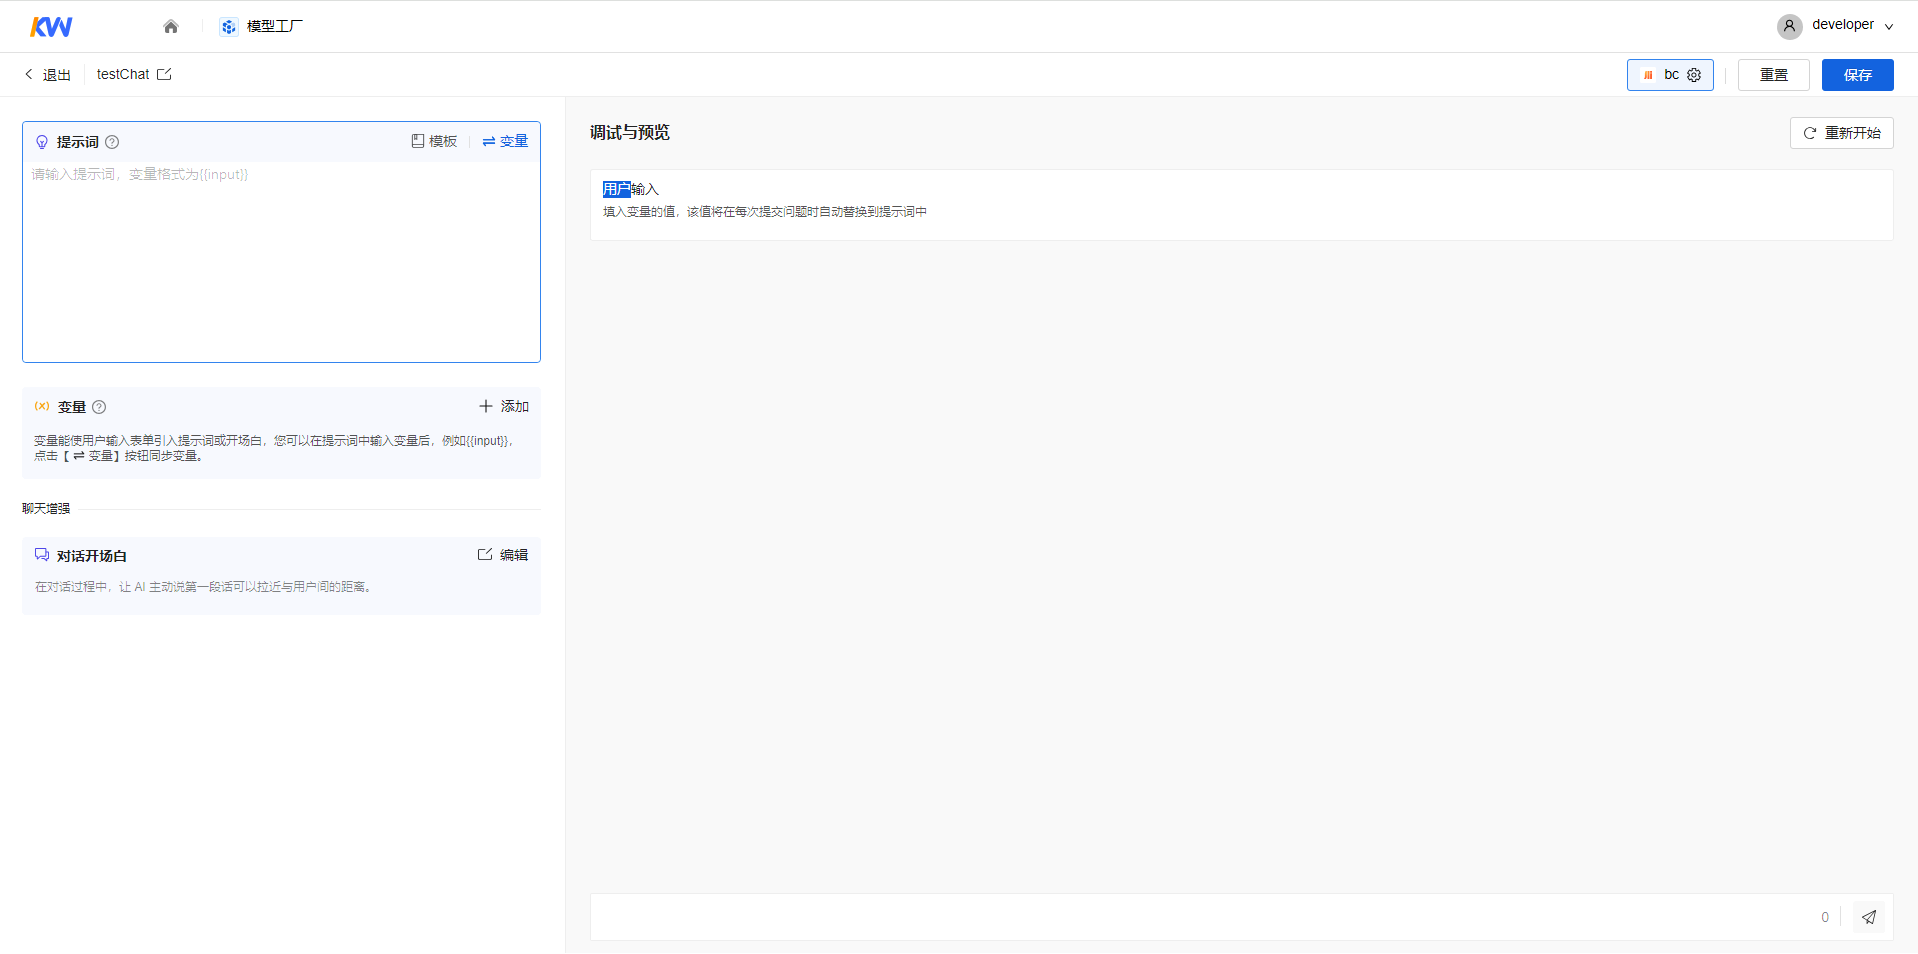 KW
模型工厂
developer
退出
testChat
bc
重置
保存
提示词
模板
变量
请输入提示词，变量格式为{{input}}
变量
添加
变量能使用户输入表单引入提示词或开场白，您可以在提示词中输入变量后，例如{{input}}，
点击【⇌ 变量】按钮同步变量。
聊天增强
对话开场白
编辑
在对话过程中，让 AI 主动说第一段话可以拉近与用户间的距离。
调试与预览
重新开始
用户输入
填入变量的值，该值将在每次提交问题时自动替换到提示词中
0